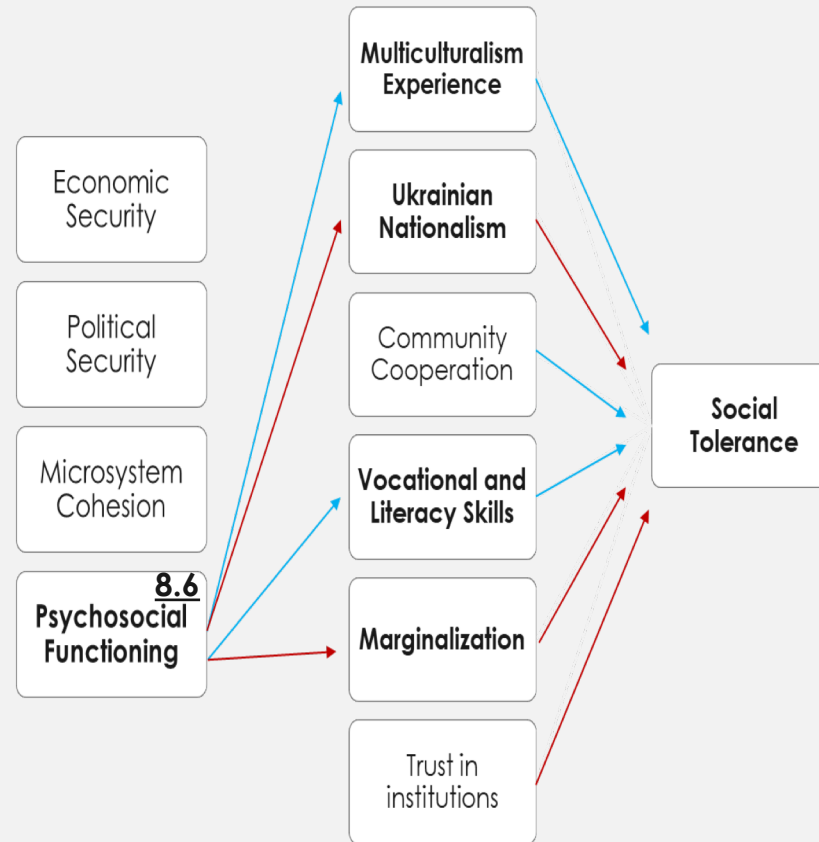 Economic
Security
Political
Security
Microsystem
Cohesion
8.6
Psychosocial
Functioning
Multiculturalism
Experience
Ukrainian
Nationalism
Community
Cooperation
Vocational and
Literacy Skills
Marginalization
Trust in
institutions
Social
Tolerance